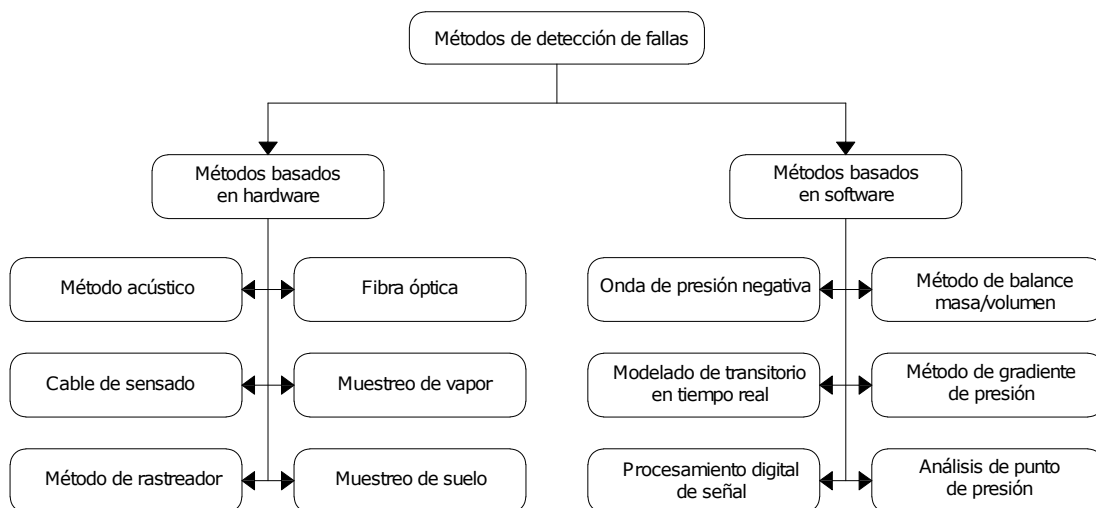 Métodos de detección de fallas
Métodos basados
en hardware
Métodos basados
en software
Método acústico
Fibra óptica
Onda de presión negativa
Método de balance
masa/volumen
Cable de sensado
Muestreo de vapor
Modelado de transitorio
en tiempo real
Método de gradiente
de presión
Método de rastreador
Muestreo de suelo
Procesamiento digital
de señal
Análisis de punto
de presión